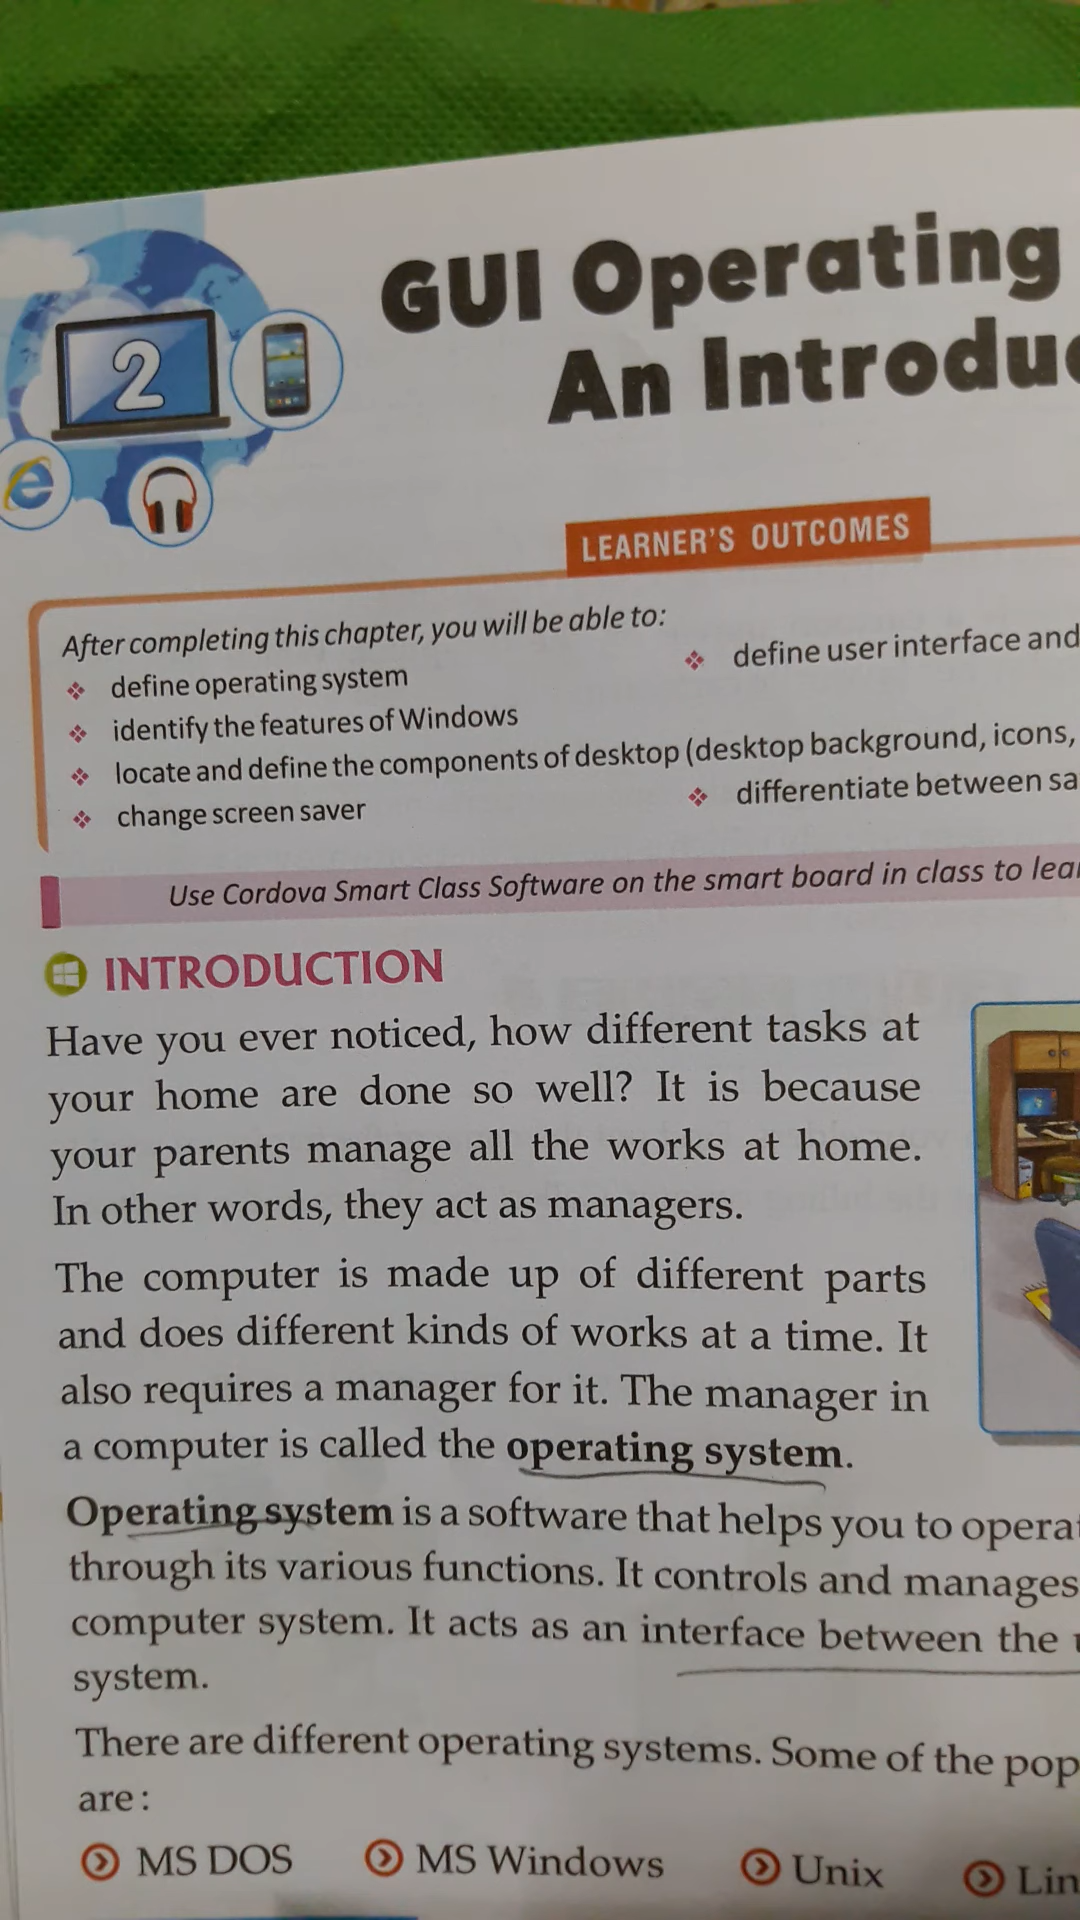 2
GUI Operating
An
LEARNER'S OUTCOMES
After completing this chapter, you will be able to:
define operating system
define user interface and
identify the features of Windows
locate and define the components of desktop (desktop background, icons,
change screen saver
differentiate between
Use Cordova Smart Class Software on the smart board in class to
INTRODUCTION
Have you ever noticed, how different tasks at
your home are done so well? It is because
your parents manage all the works at home.
In other words, they act as managers.
The computer is made up of different parts
and does different kinds of works at a time. It
also requires a manager for it. The manager in
a computer is called the operating system.
Operating system is a software that helps you to
through its various functions. It controls and manages
computer system. It acts as an interface between the
system.
There are different operating systems. Some of the
are :
MS DOS MS Windows Unix